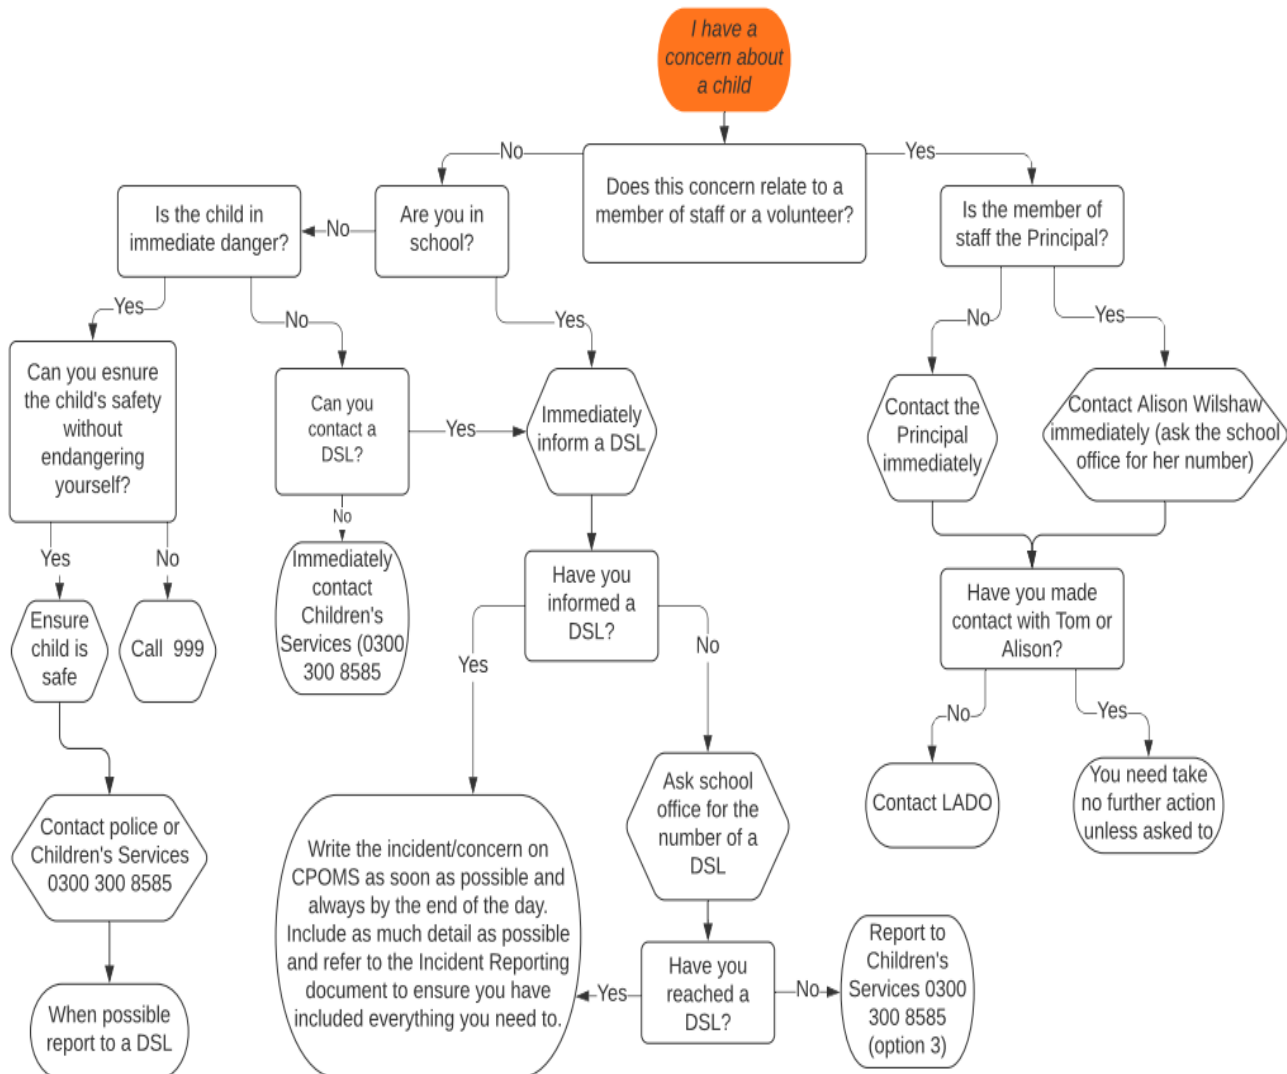 I have a
concern about
a child
No
Yes
Does this concern relate to a
member of staff or a volunteer?
Is the child in
immediate danger?
No
Are you in
school?
Is the member of
staff the Principal?
Yes
No
Yes
No
Yes
Can you esnure
the child's safety
without
endangering
yourself?
Can you
contact a
DSL?
Yes
Immediately
inform a DSL
Contact the
Principal
immediately
Contact Alison Wilshaw
immediately (ask the school
office for her number)
Yes
No
No
Immediately
contact
Children's
Services (0300
300 8585
Have you
informed a
DSL?
Have you made
contact with Tom or
Alison?
Ensure
child is
safe
Call 999
Yes
No
No
Yes
Contact police or
Children's Services
0300 300 8585
Write the incident/concern on
CPOMS as soon as possible and
always by the end of the day.
Include as much detail as possible
and refer to the Incident Reporting
document to ensure you have
included everything you need to.
Ask school
office for the
number of a
DSL
Contact LADO
You need take
no further action
unless asked to
When possible
report to a DSL
Yes
Have you
reached a
DSL?
No
Report to
Children's
Services 0300
300 8585
(option 3)